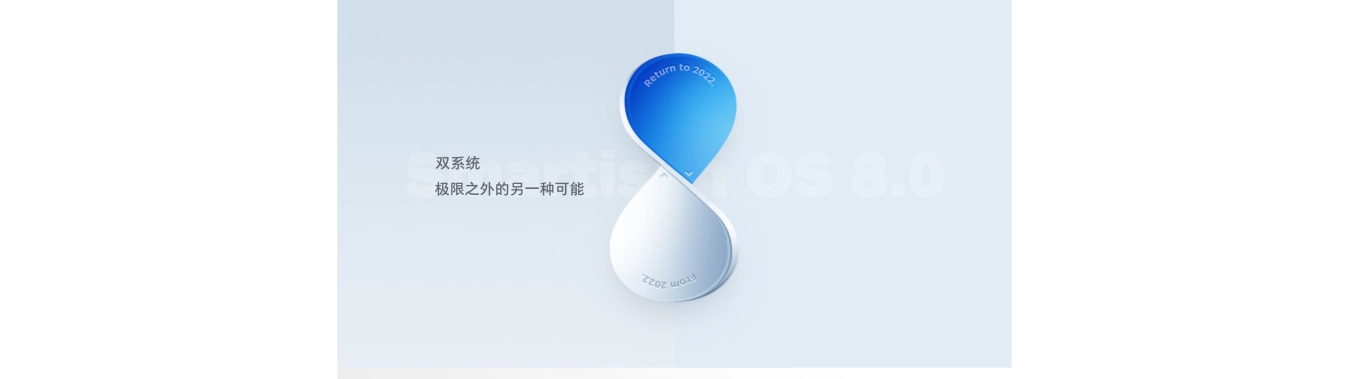 Return to 2022.
Smartisan OS 8.0
双系统
极限之外的另一种可能
From 2022.